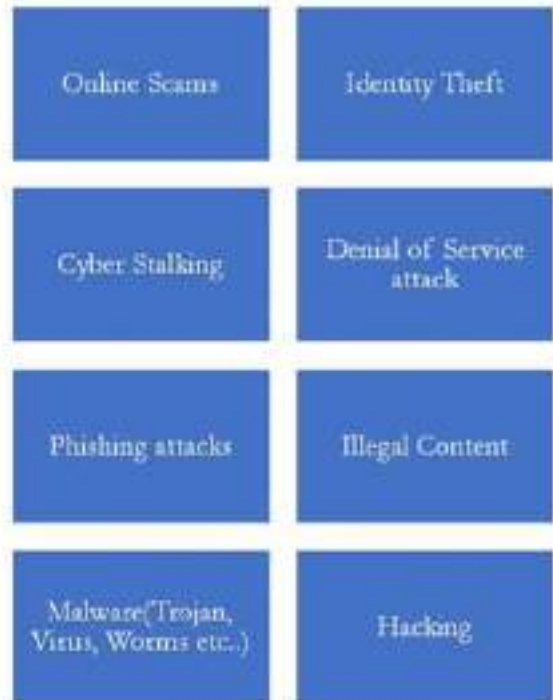 Online Scams
Identity Theft
Cyber Stalking
Denial of Service
attack
Phishing attacks
Illegal Content
Malware(Trojan,
Virus, Worms etc..)
Hacking